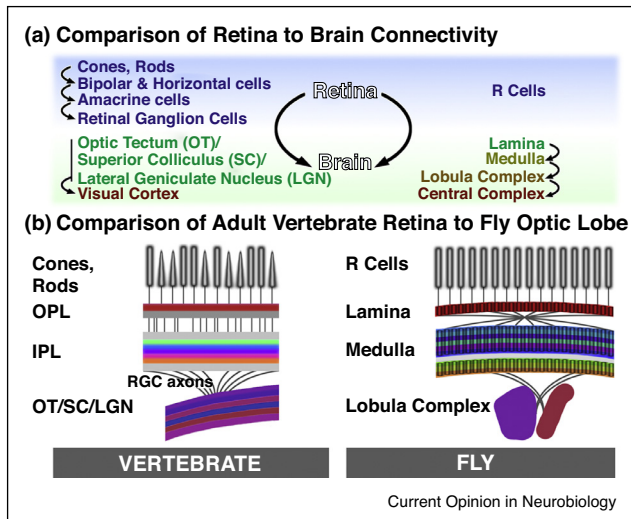 (a) Comparison of Retina to Brain Connectivity
Cones, Rods
Bipolar & Horizontal cells
Amacrine cells
Retinal Ganglion Cells
Optic Tectum (OT)/
Superior Colliculus (SC)/
Lateral Geniculate Nucleus (LGN)
Visual Cortex
Retina
Brain
R Cells
Lamina
Medulla
Lobula Complex
Central Complex
(b) Comparison of Adult Vertebrate Retina to Fly Optic Lobe
Cones,
Rods
OPL
IPL
RGC axons
OT/SC/LGN
VERTEBRATE
R Cells
Lamina
Medulla
Lobula Complex
FLY
Current Opinion in Neurobiology